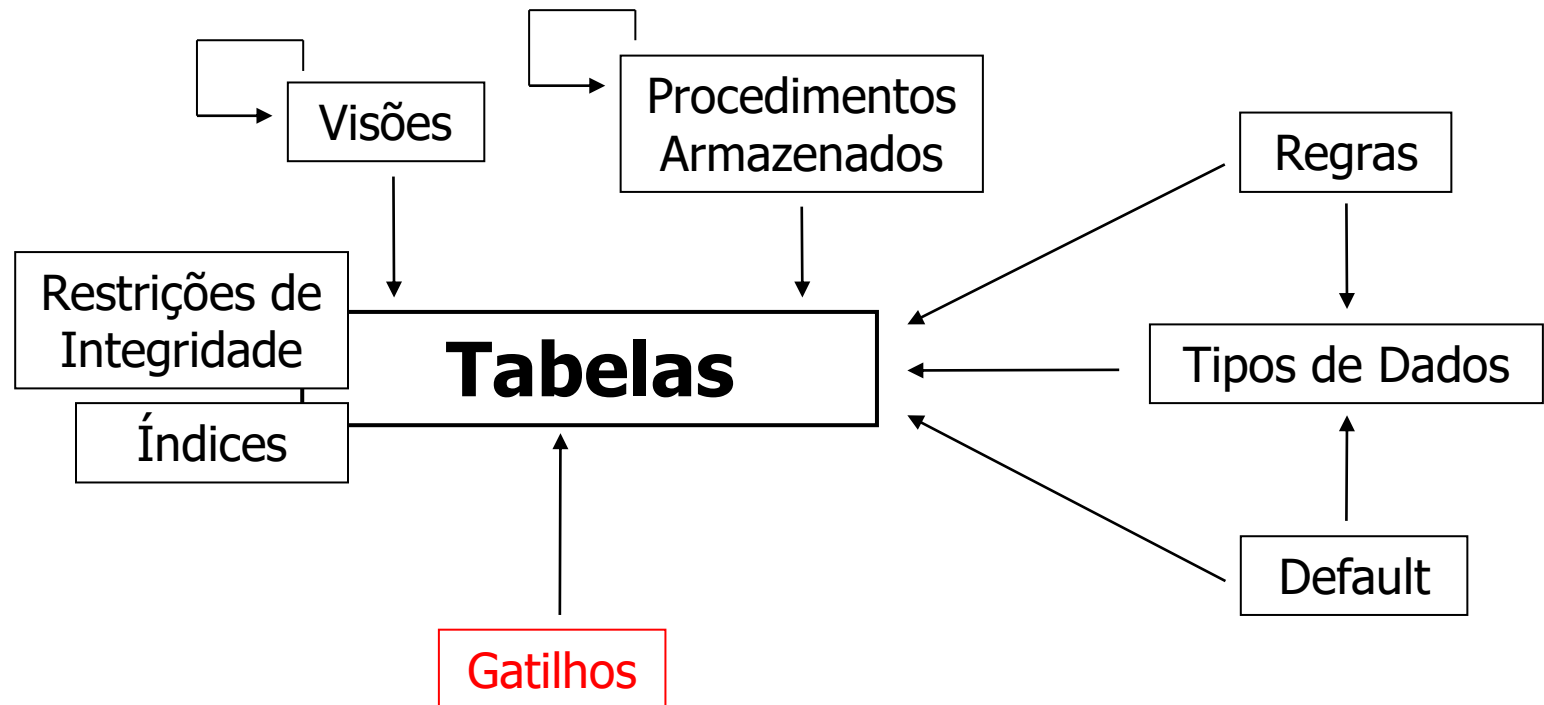 Visões
Procedimentos
Armazenados
Regras
Restrições de
Integridade
Tabelas
Tipos de Dados
Índices
Default
Gatilhos